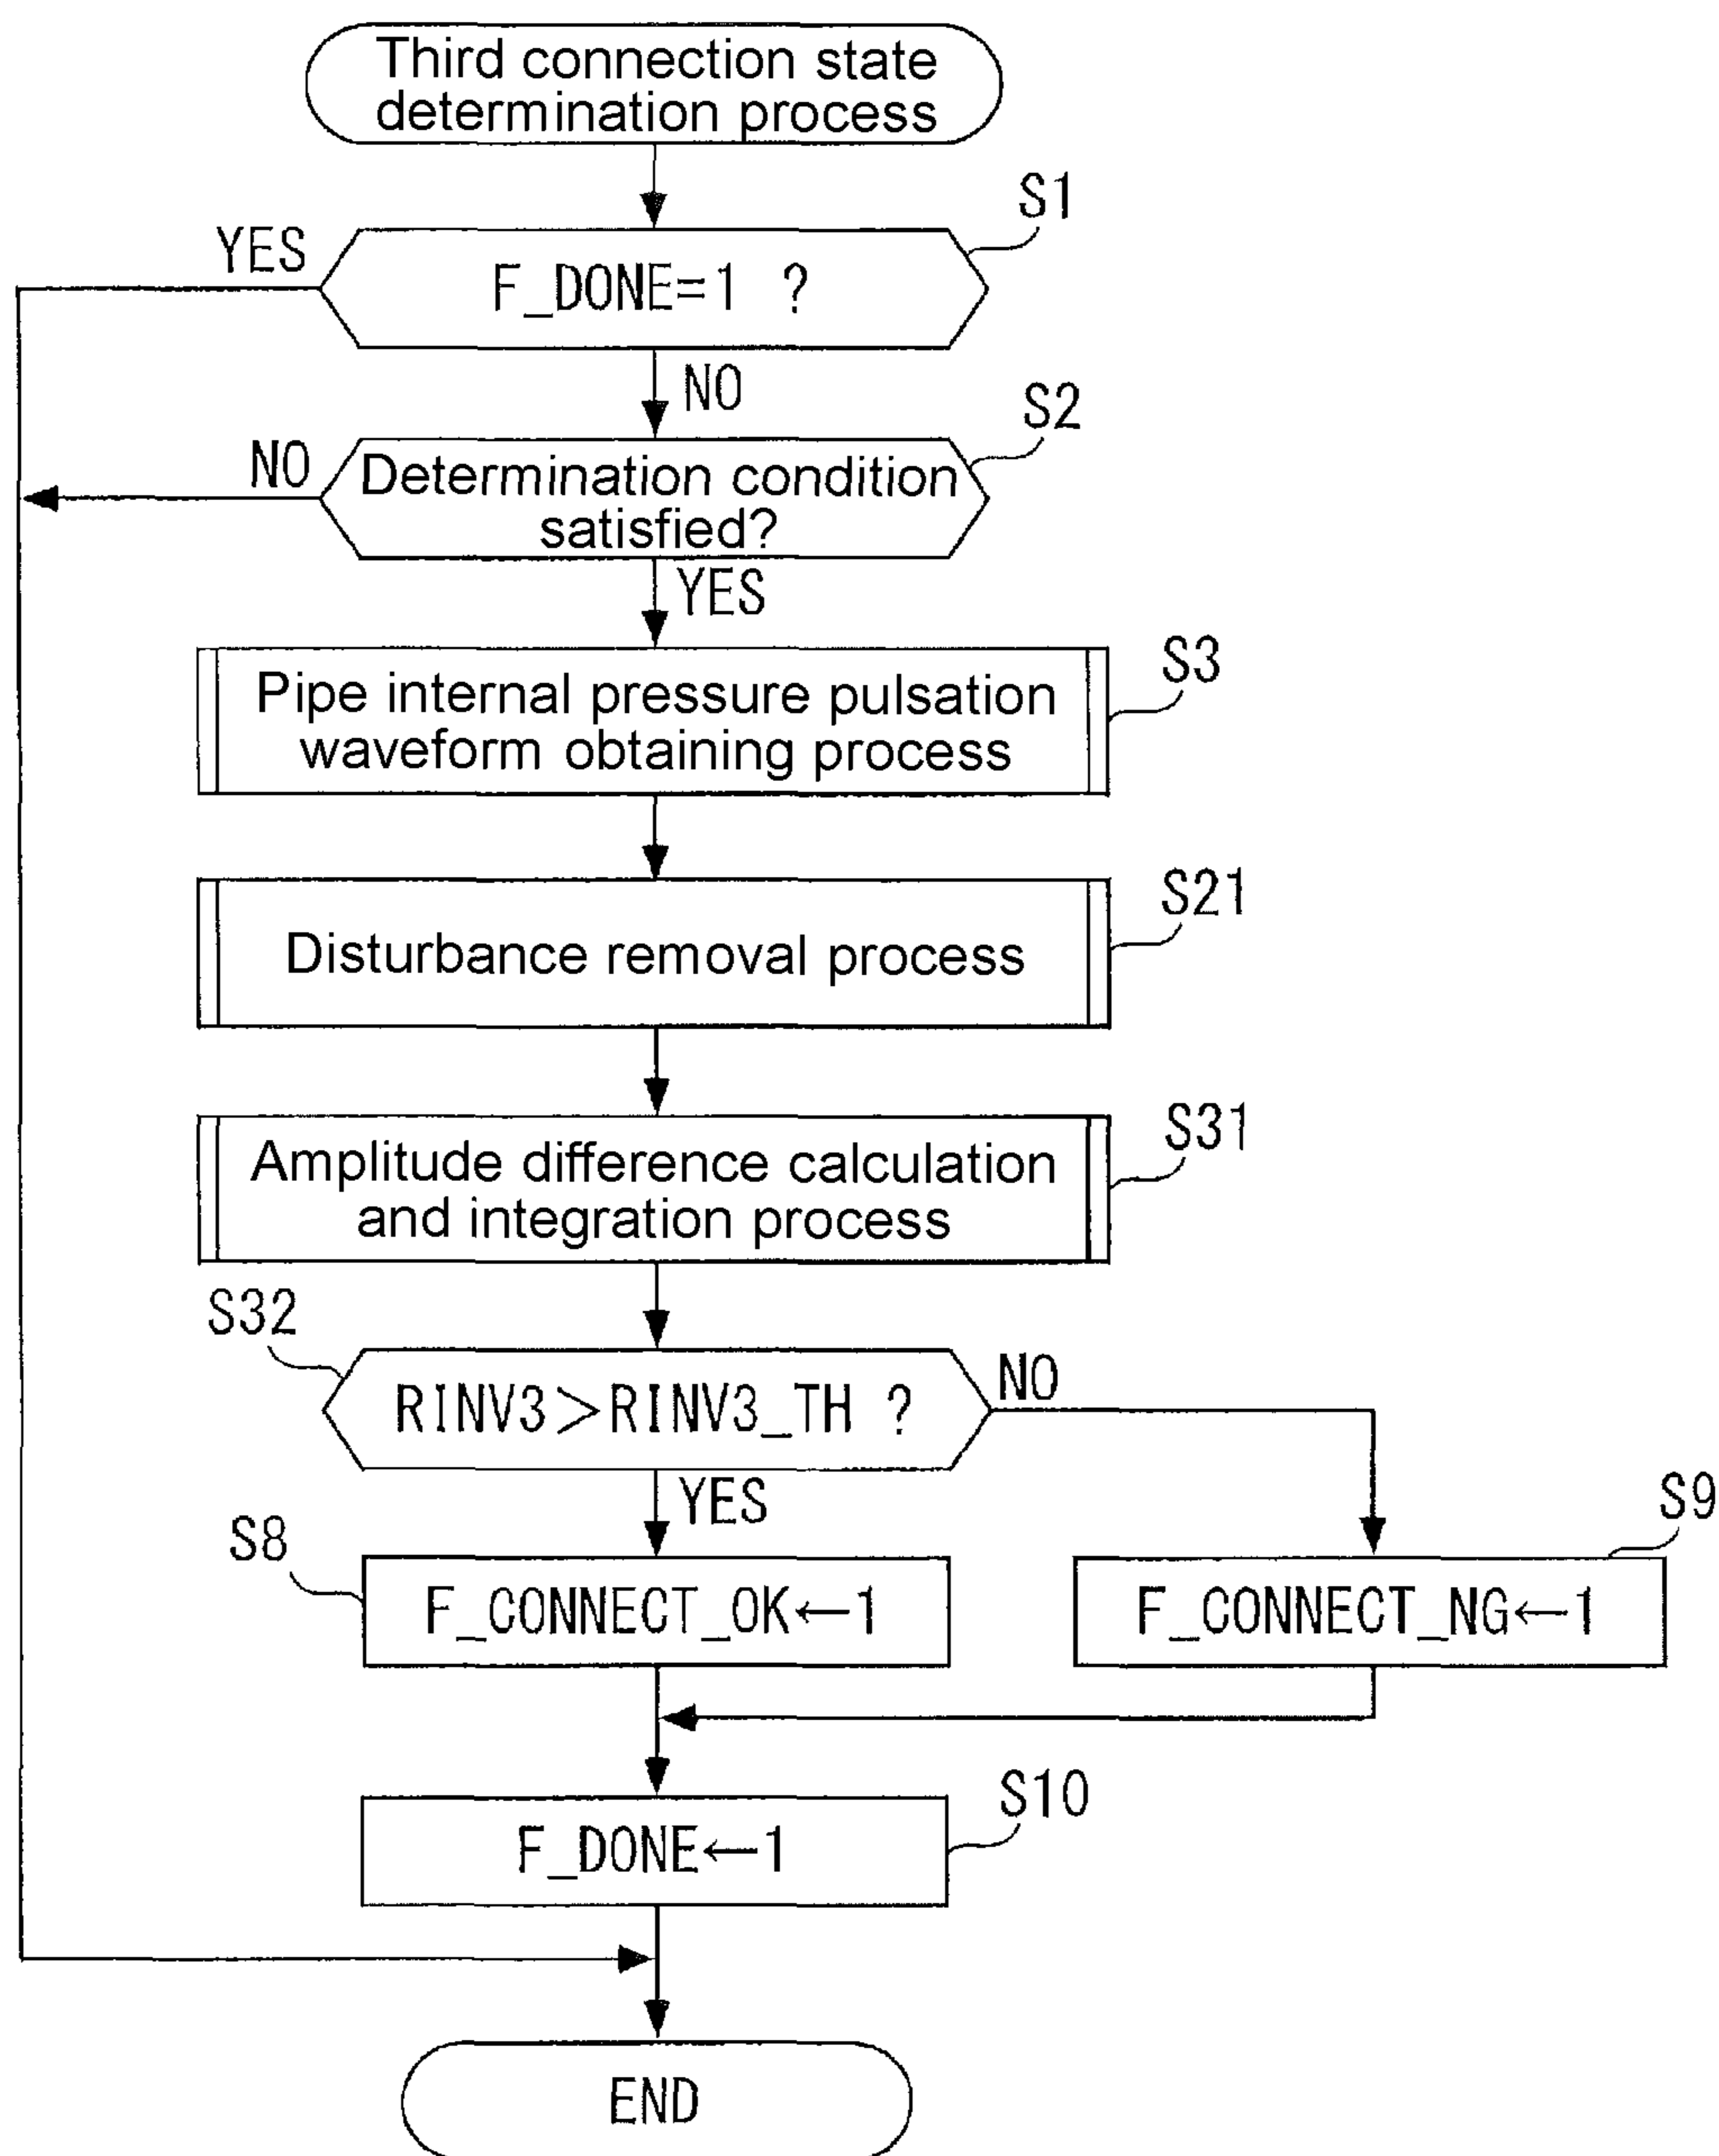 Third connection state
determination process
S1
YES
F_DONE=1 ?
NO
S2
NO
Determination condition
satisfied?
YES
S3
Pipe internal pressure pulsation
waveform obtaining process
S21
Disturbance removal process
S31
Amplitude difference calculation
and integration process
S32
RINV3>RINV3_TH ?
NO
YES
S8
S9
F_CONNECT_OK←1
F_CONNECT_NG←1
S10
F_DONE←1
END